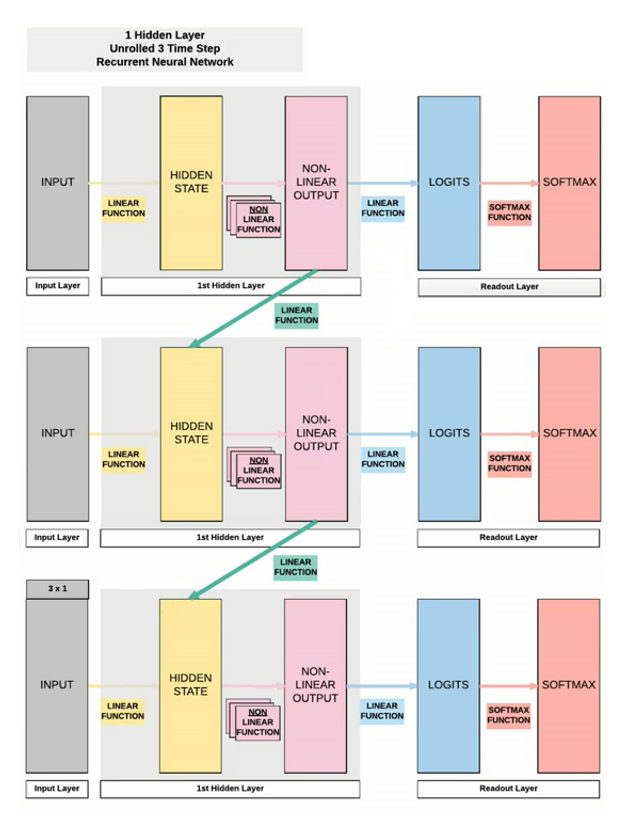 1 Hidden Layer
Unrolled 3 Time Step
Recurrent Neural Network
INPUT
LINEAR
FUNCTION
HIDDEN
STATE
NON
LINEAR
FUNCTION
NON-
LINEAR
OUTPUT
LINEAR
FUNCTION
LOGITS
SOFTMAX
FUNCTION
SOFTMAX
Input Layer
1st Hidden Layer
Readout Layer
LINEAR
FUNCTION
INPUT
LINEAR
FUNCTION
HIDDEN
STATE
NON
LINEAR
FUNCTION
NON-
LINEAR
OUTPUT
LINEAR
FUNCTION
LOGITS
SOFTMAX
FUNCTION
SOFTMAX
Input Layer
1st Hidden Layer
Readout Layer
LINEAR
FUNCTION
3 x 1
INPUT
LINEAR
FUNCTION
HIDDEN
STATE
NON
LINEAR
FUNCTION
NON-
LINEAR
OUTPUT
LINEAR
FUNCTION
LOGITS
SOFTMAX
FUNCTION
SOFTMAX
Input Layer
1st Hidden Layer
Readout Layer